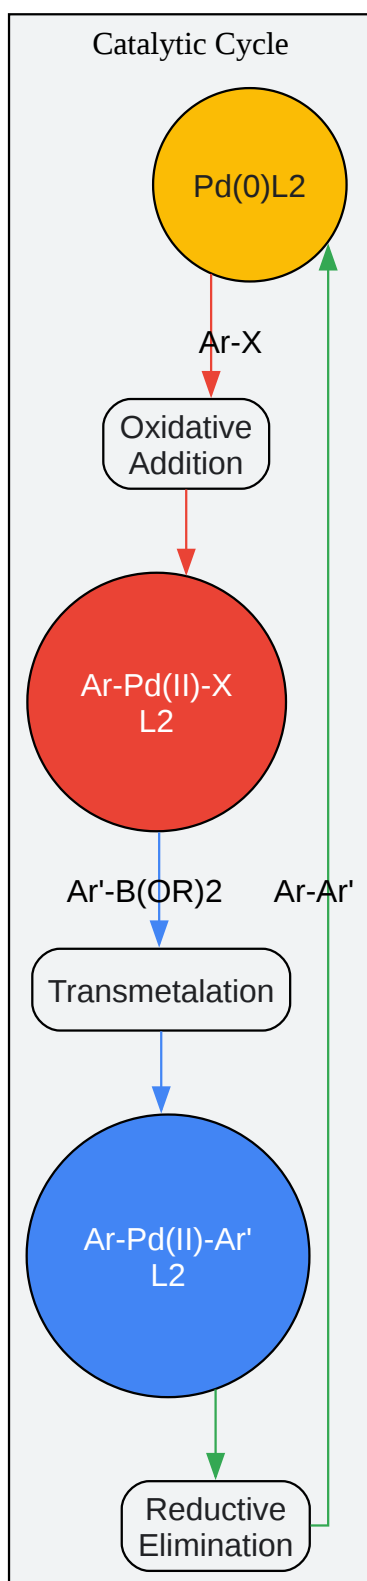 Catalytic Cycle
Pd(0)L2
Ar-X
Oxidative
Addition
Ar-Pd(II)-X
L2
Ar'-B(OR)2
Ar-Ar'
Transmetalation
Ar-Pd(II)-Ar'
L2
Reductive
Elimination